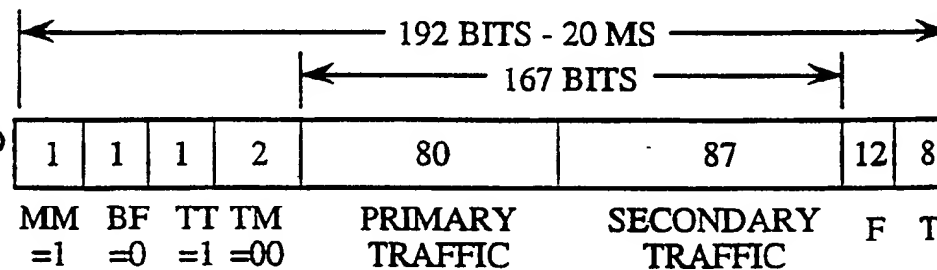 192 BITS - 20 MS
167 BITS
1 1 1 2 80 87 12 8
MM BF TT TM PRIMARY SECONDARY F T
=1 =0 =1 =00 TRAFFIC TRAFFIC